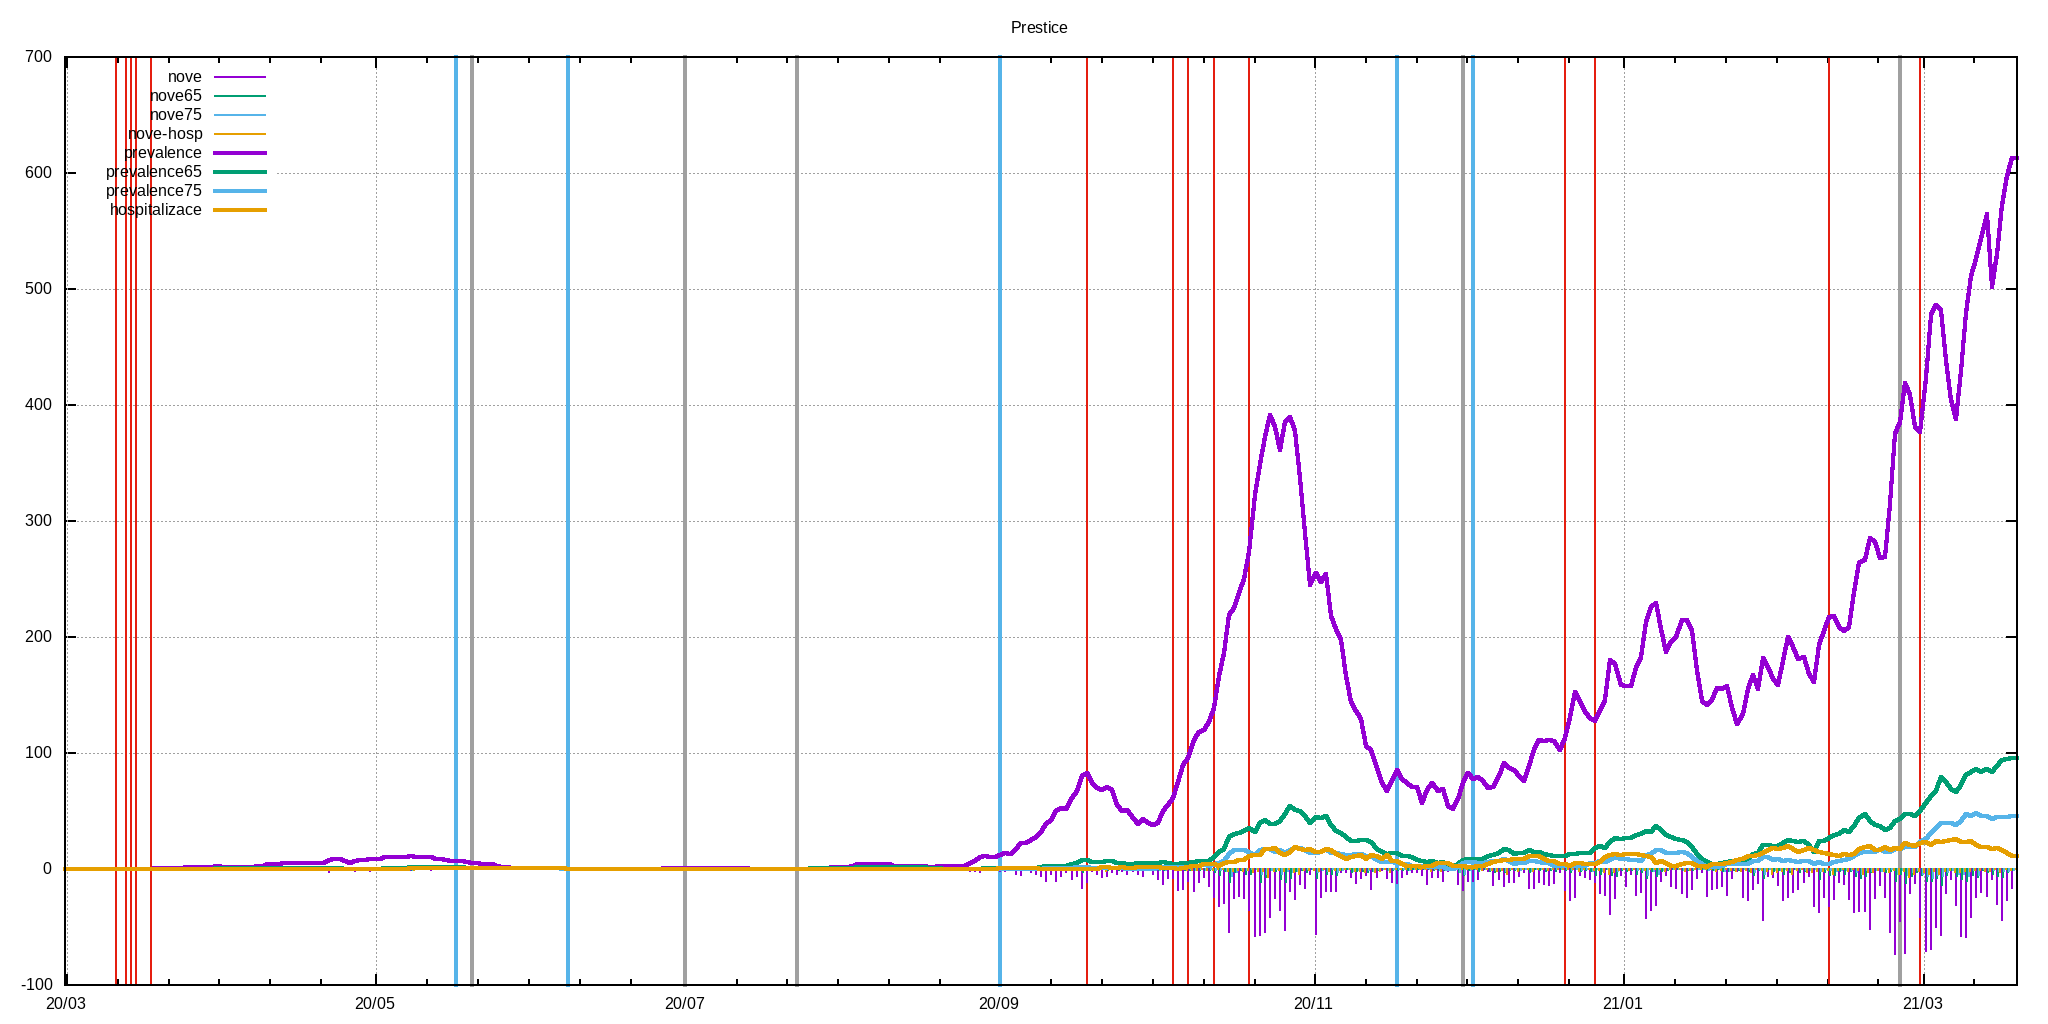 Prestice
700
600
500
400
300
200
100
0
-100
nove
nove65
nove75
nove-hosp
prevalence
prevalence65
prevalence75
hospitalizace
20/03 20/05 20/07 20/09 20/11 21/01 21/03